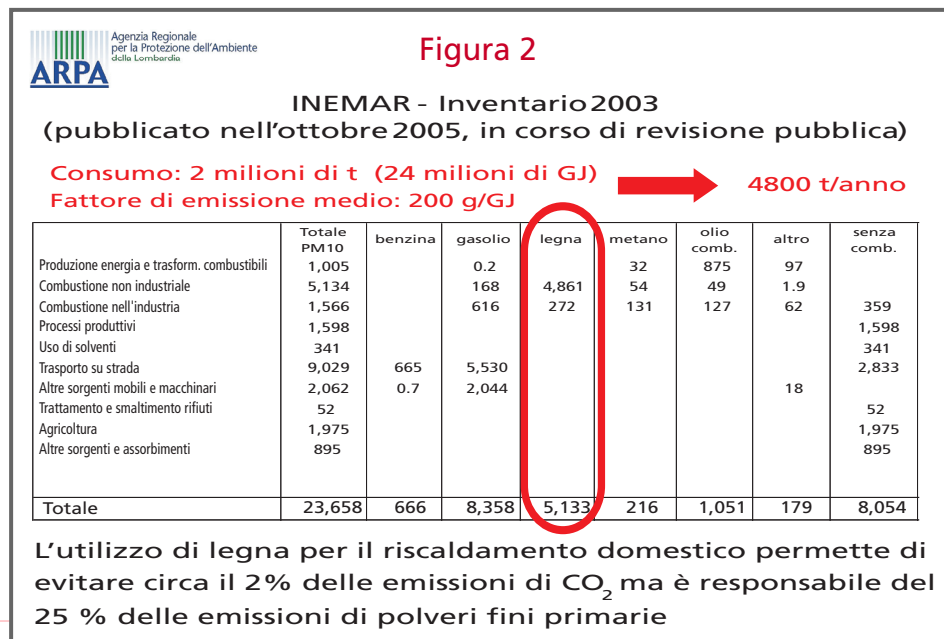 Agenzia Regionale
per la Protezione dell'Ambiente
della Lombardia
ARPA
Figura 2
INEMAR - Inventario 2003
(pubblicato nell'ottobre 2005, in corso di revisione pubblica)
Consumo: 2 milioni di t (24 milioni di GJ)
Fattore di emissione medio: 200 g/GJ
4800 t/anno
Totale PM10 benzina gasolio legna metano olio comb. altro senza comb.
Produzione energia e trasform. combustibili 1,005 0.2 32 875 97
Combustione non industriale 5,134 168 4,861 54 49 1.9
Combustione nell'industria 1,566 616 272 131 127 62 359
Processi produttivi 1,598 1,598
Uso di solventi 341 341
Trasporto su strada 9,029 665 5,530 2,833
Altre sorgenti mobili e macchinari 2,062 0.7 2,044 18
Trattamento e smaltimento rifiuti 52 52
Agricoltura 1,975 1,975
Altre sorgenti e assorbimenti 895 895
Totale 23,658 666 8,358 5,133 216 1,051 179 8,054
L'utilizzo di legna per il riscaldamento domestico permette di
evitare circa il 2% delle emissioni di CO2 ma è responsabile del
25 % delle emissioni di polveri fini primarie